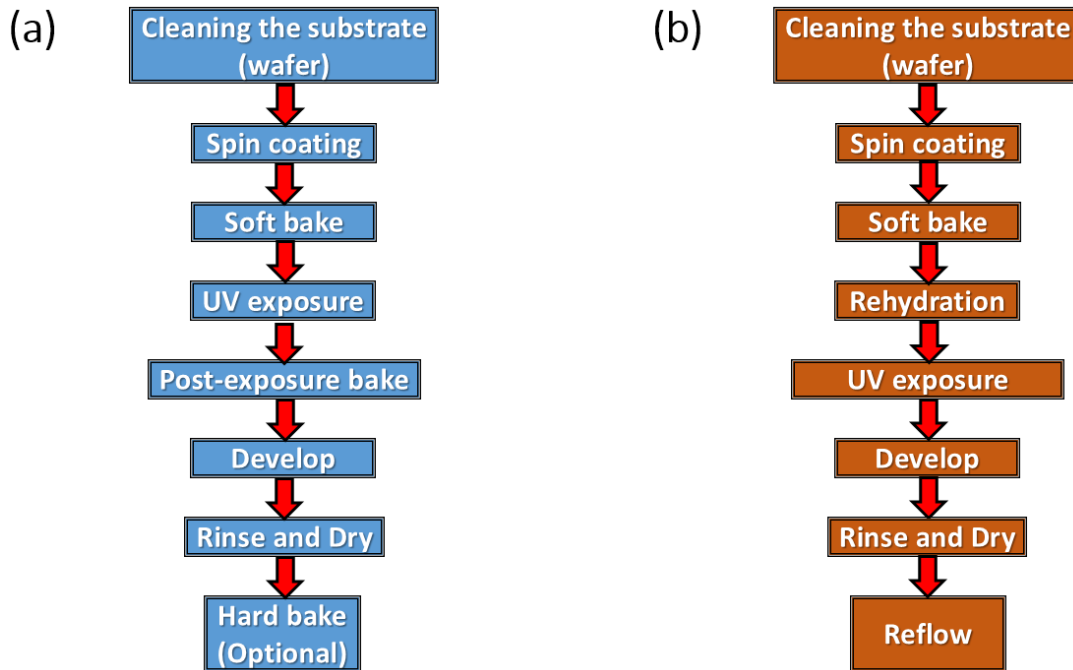 (a)
Cleaning the substrate
(wafer)
Spin coating
Soft bake
UV exposure
Post-exposure bake
Develop
Rinse and Dry
Hard bake
(Optional)
(b)
Cleaning the substrate
(wafer)
Spin coating
Soft bake
Rehydration
UV exposure
Develop
Rinse and Dry
Reflow